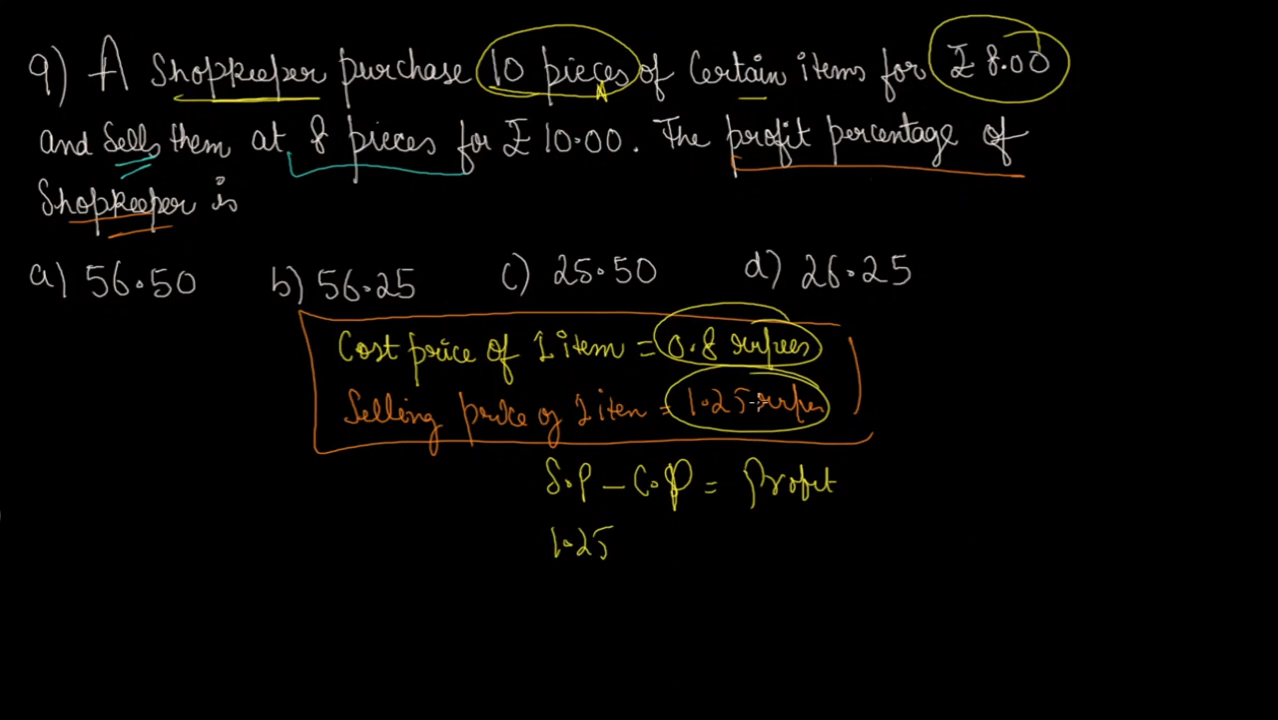 9) A Shopkeeper purchase 10 pieces of Certain items for ₹ 8.00
and Sells them at 8 pieces for ₹ 10.00. The profit percentage of
Shopkeeper is
a) 56.50 b) 56.25 c) 25.50 d) 26.25
Cost price of 1 item = 0.8 rupees
Selling price of 1 item = 1.25 rupees
S.P – C.P = Profit
1.25